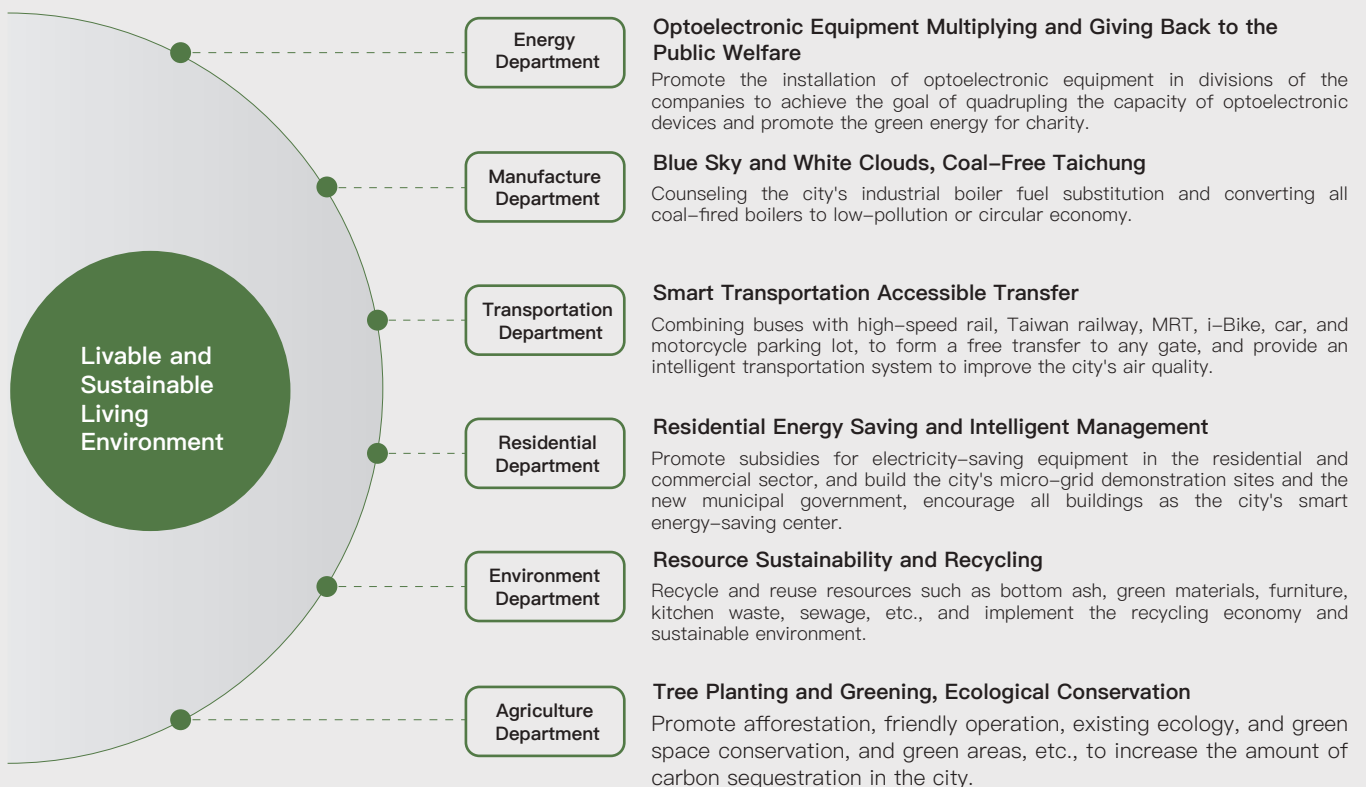 Livable and
Sustainable
Living
Environment
Energy
Department
Optoelectronic Equipment Multiplying and Giving Back to the
Public Welfare
Promote the installation of optoelectronic equipment in divisions of the
companies to achieve the goal of quadrupling the capacity of optoelectronic
devices and promote the green energy for charity.
Manufacture
Department
Blue Sky and White Clouds, Coal-Free Taichung
Counseling the city's industrial boiler fuel substitution and converting all
coal-fired boilers to low-pollution or circular economy.
Transportation
Department
Smart Transportation Accessible Transfer
Combining buses with high-speed rail, Taiwan railway, MRT, i-Bike, car, and
motorcycle parking lot, to form a free transfer to any gate, and provide an
intelligent transportation system to improve the city's air quality.
Residential
Department
Residential Energy Saving and Intelligent Management
Promote subsidies for electricity-saving equipment in the residential and
commercial sector, and build the city's micro-grid demonstration sites and the
new municipal government, encourage all buildings as the city's smart
energy-saving center.
Environment
Department
Resource Sustainability and Recycling
Recycle and reuse resources such as bottom ash, green materials, furniture,
kitchen waste, sewage, etc., and implement the recycling economy and
sustainable environment.
Agriculture
Department
Tree Planting and Greening, Ecological Conservation
Promote afforestation, friendly operation, existing ecology, and green
space conservation, and green areas, etc., to increase the amount of
carbon sequestration in the city.